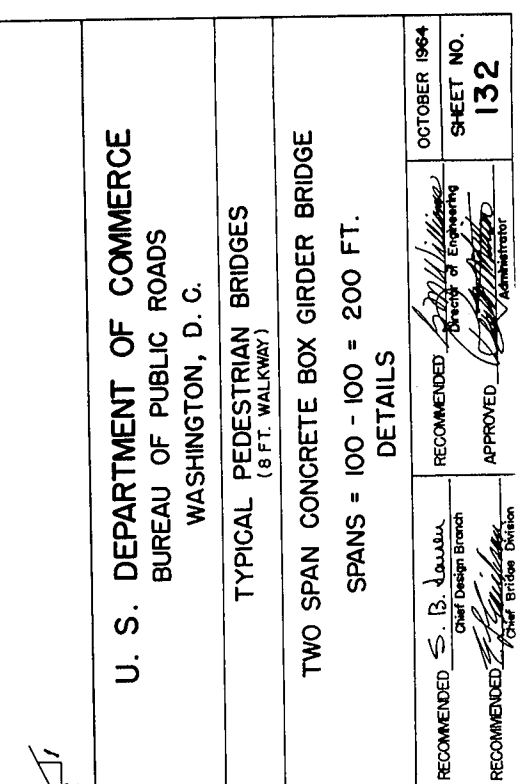 U. S. DEPARTMENT OF COMMERCE
BUREAU OF PUBLIC ROADS
WASHINGTON, D. C.
TYPICAL PEDESTRIAN BRIDGES
(8 FT. WALKWAY)
TWO SPAN CONCRETE BOX GIRDER BRIDGE
SPANS = 100 - 100 = 200 FT.
DETAILS
RECOMMENDED S. B.
Chief Design Branch
RECOMMENDED
Chief Bridge Division
RECOMMENDED
Director of Engineering
APPROVED
Administrator
OCTOBER 1964
SHEET NO.
132